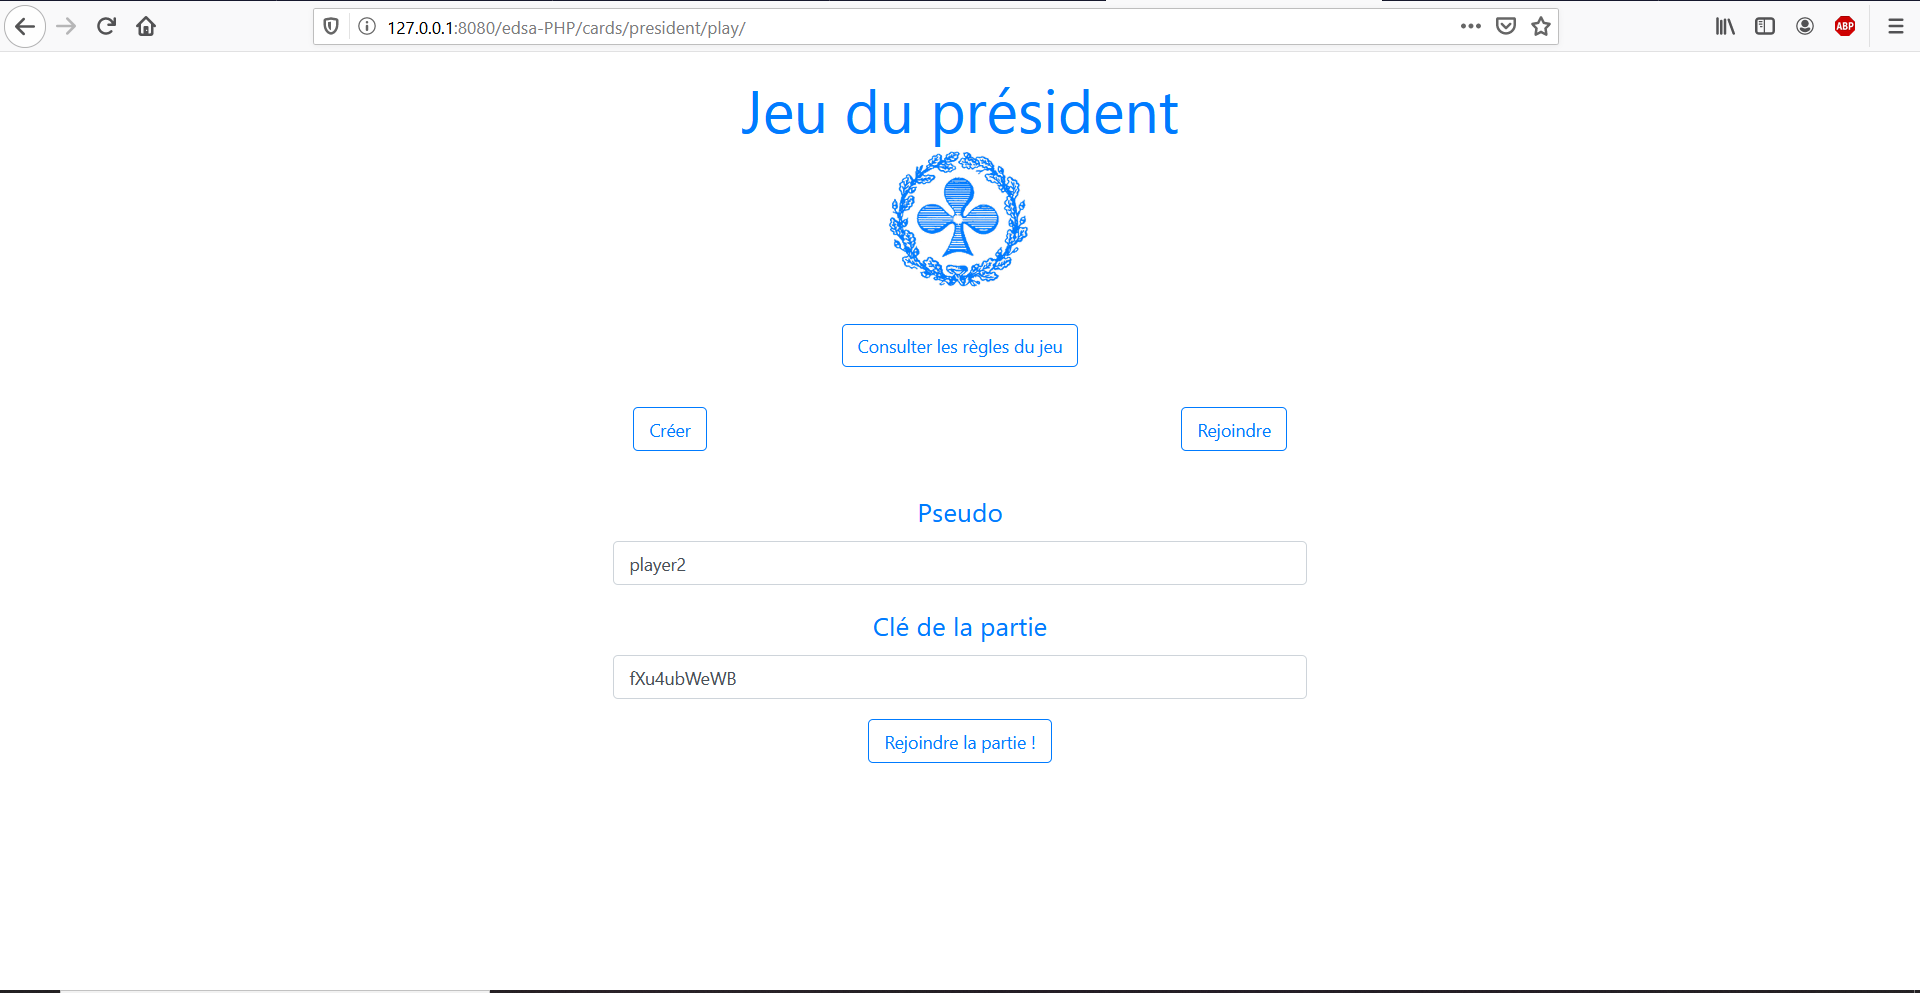 127.0.0.1:8080/edsa-PHP/cards/president/play/
ABP
Jeu du président
Consulter les règles du jeu
Créer
Rejoindre
Pseudo
player2
Clé de la partie
fXu4ubWeWB
Rejoindre la partie !